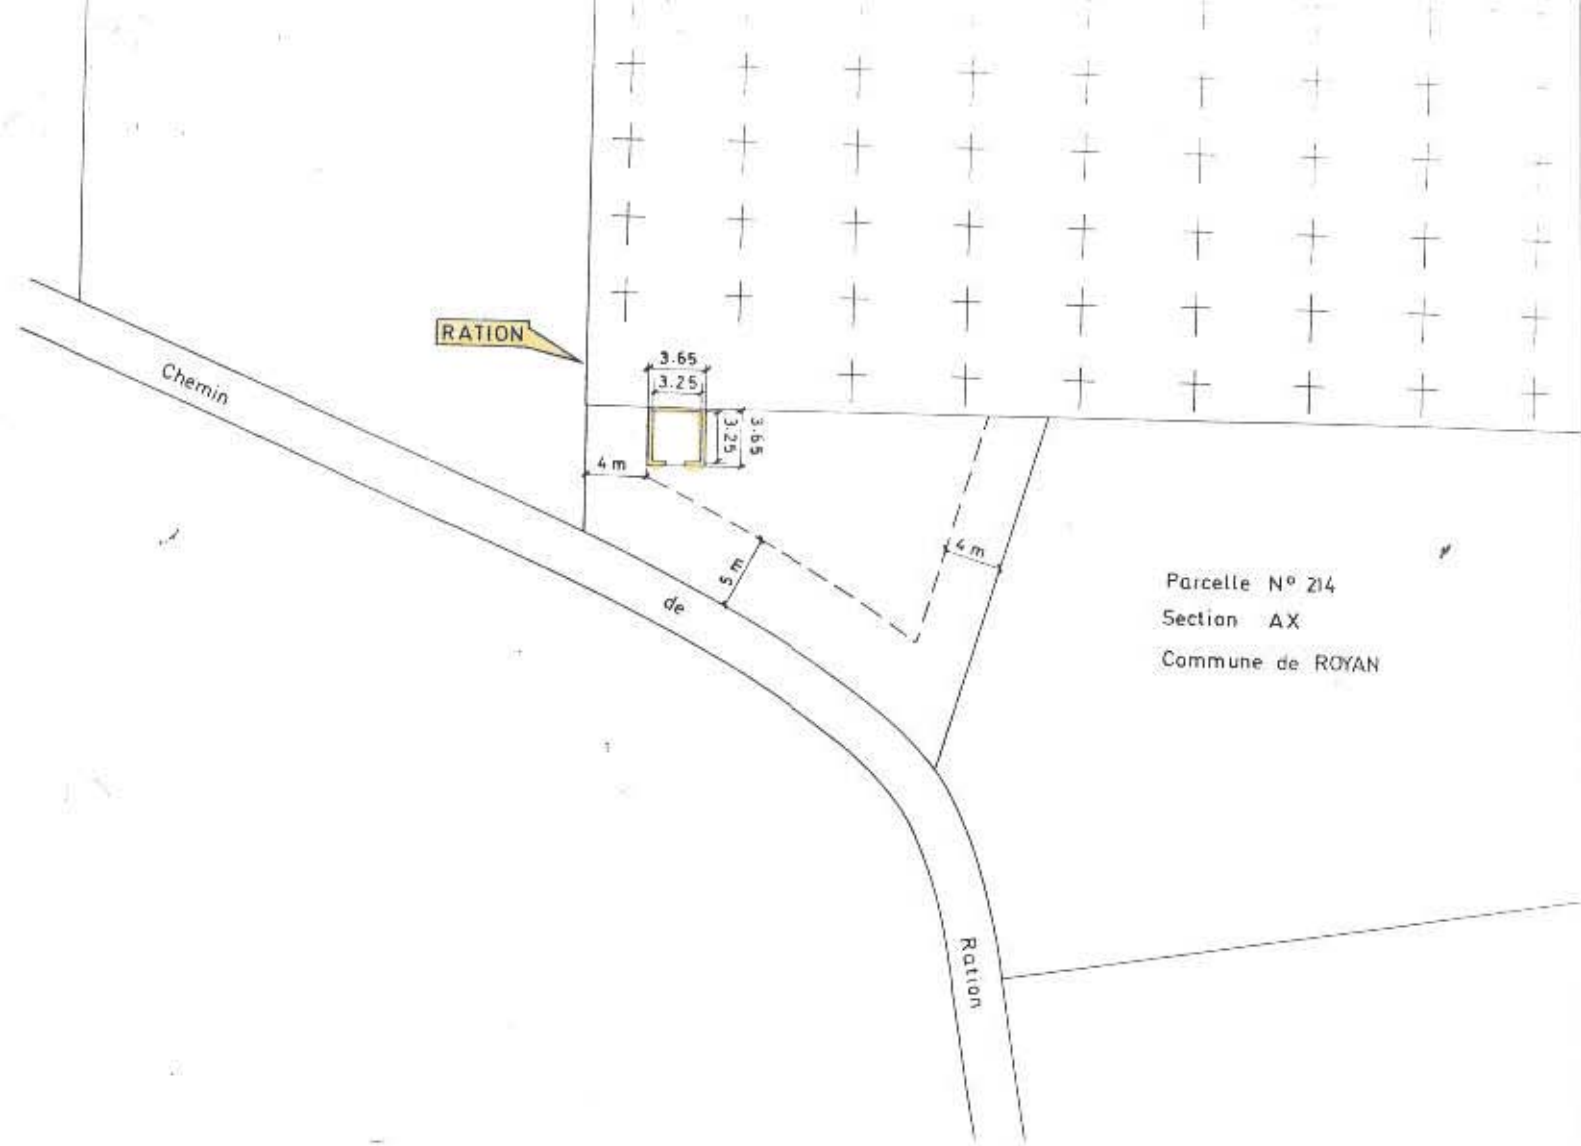 RATION
3.65
3.25
3.25
3.65
4 m
Chemin
5 m
4 m
de
Parcelle Nº 214
Section AX
Commune de ROYAN
Ration